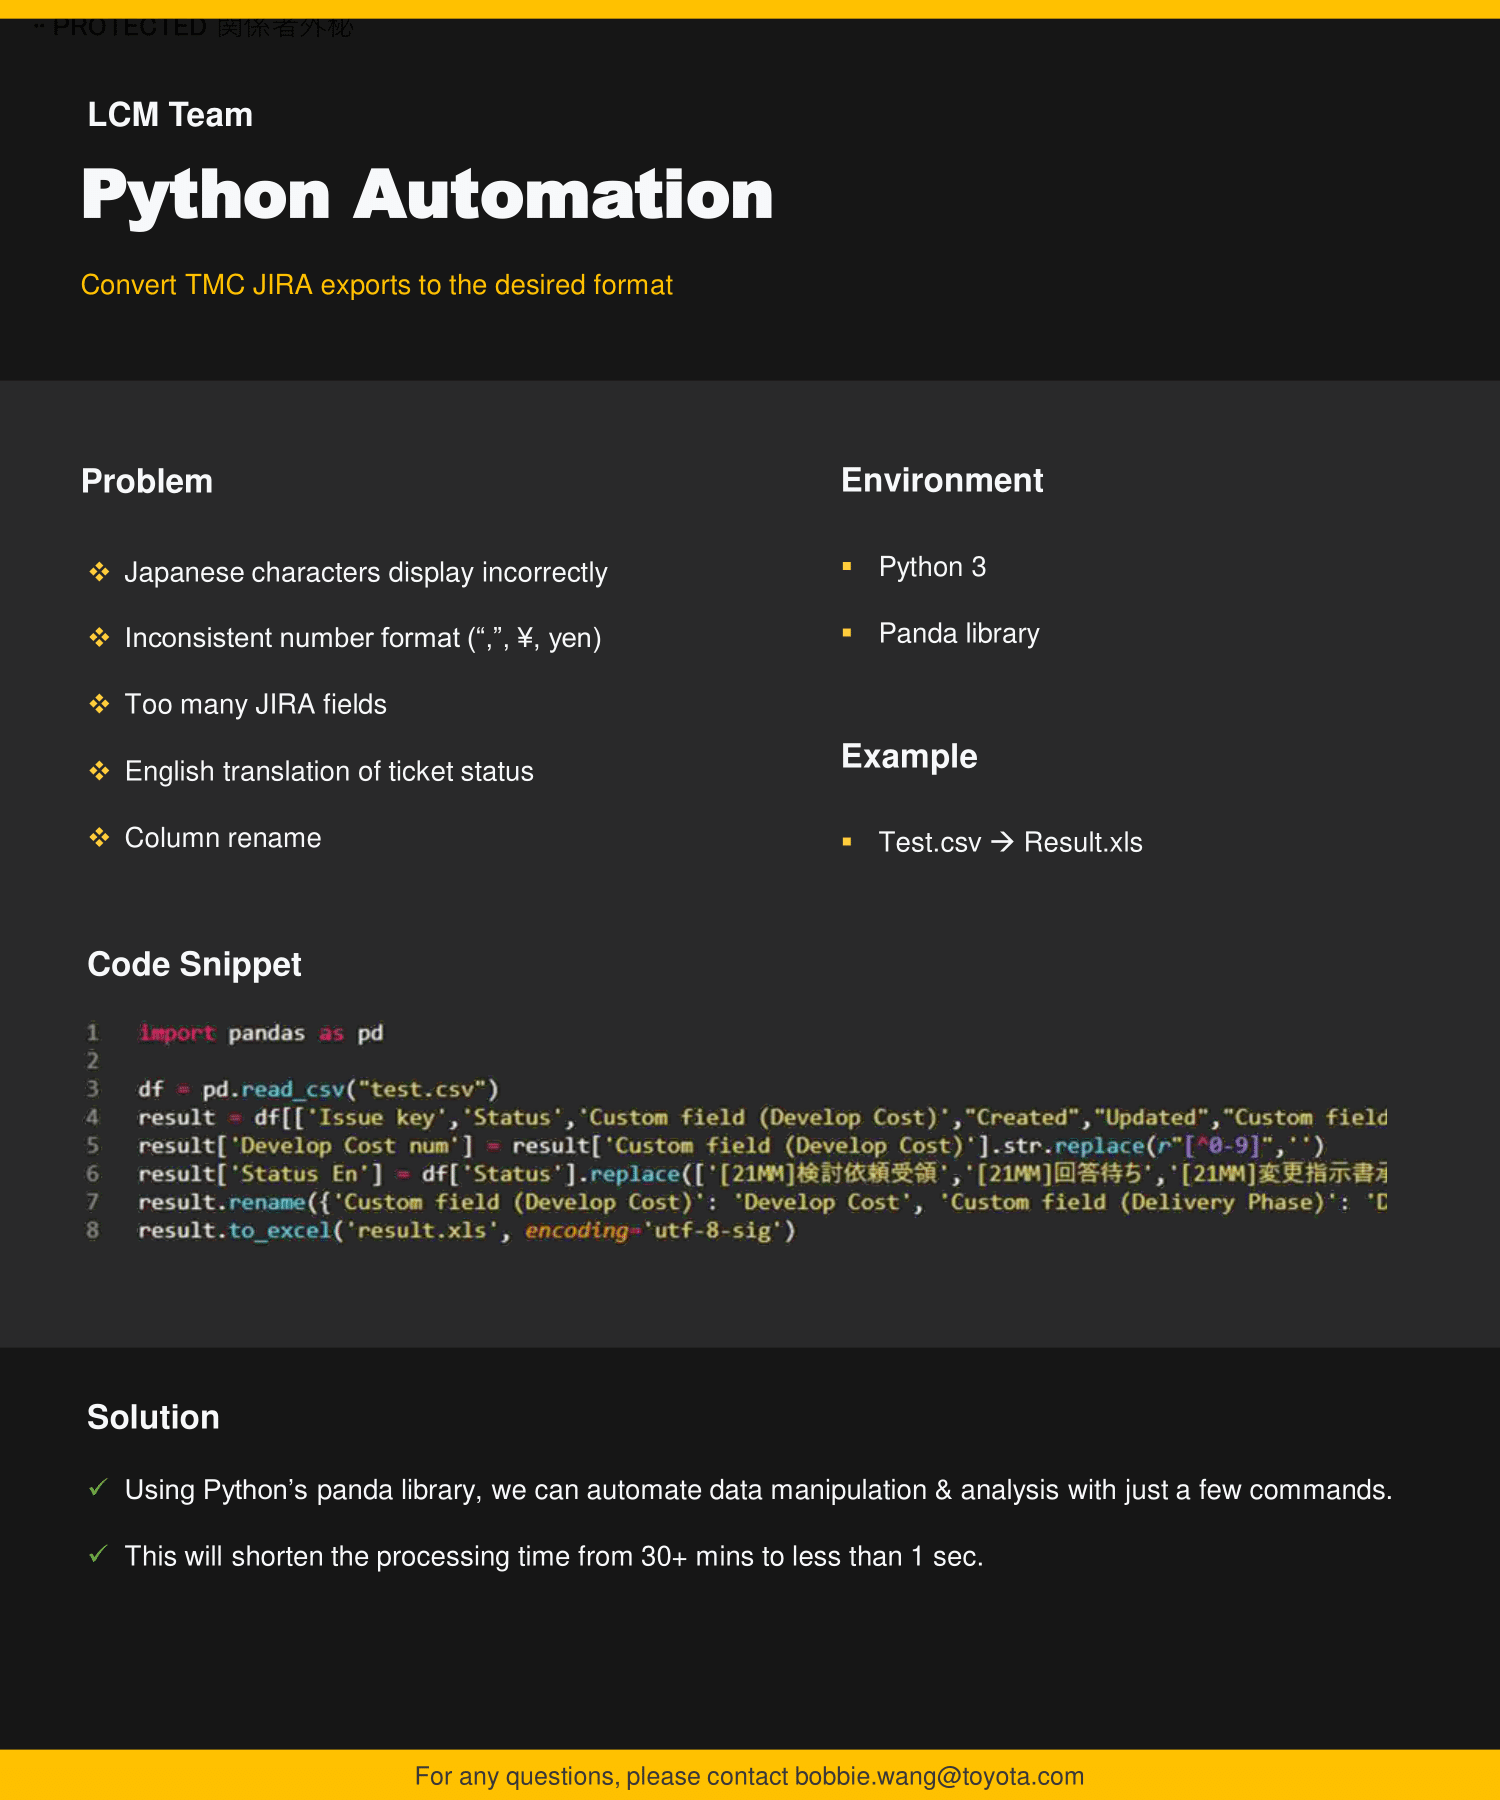 PROTECTED 関係者外秘
LCM Team
Python Automation
Convert TMC JIRA exports to the desired format
Problem
❖ Japanese characters display incorrectly
❖ Inconsistent number format (“,”, ¥, yen)
❖ Too many JIRA fields
❖ English translation of ticket status
❖ Column rename
Environment
▪ Python 3
▪ Panda library
Example
▪ Test.csv → Result.xls
Code Snippet
1 import pandas as pd
2
3 df = pd.read_csv("test.csv")
4 result = df[['Issue key','Status','Custom field (Develop Cost)',"Created","Updated","Custom field
5 result['Develop Cost num'] = result['Custom field (Develop Cost)'].str.replace(r"[^0-9]",'')
6 result['Status En'] = df['Status'].replace(['[21MM]検討依頼受領','[21MM]回答待ち','[21MM]変更指示書
7 result.rename({'Custom field (Develop Cost)': 'Develop Cost', 'Custom field (Delivery Phase)': 'D
8 result.to_excel('result.xls', encoding='utf-8-sig')
Solution
✓ Using Python’s panda library, we can automate data manipulation & analysis with just a few commands.
✓ This will shorten the processing time from 30+ mins to less than 1 sec.
For any questions, please contact bobbie.wang@toyota.com